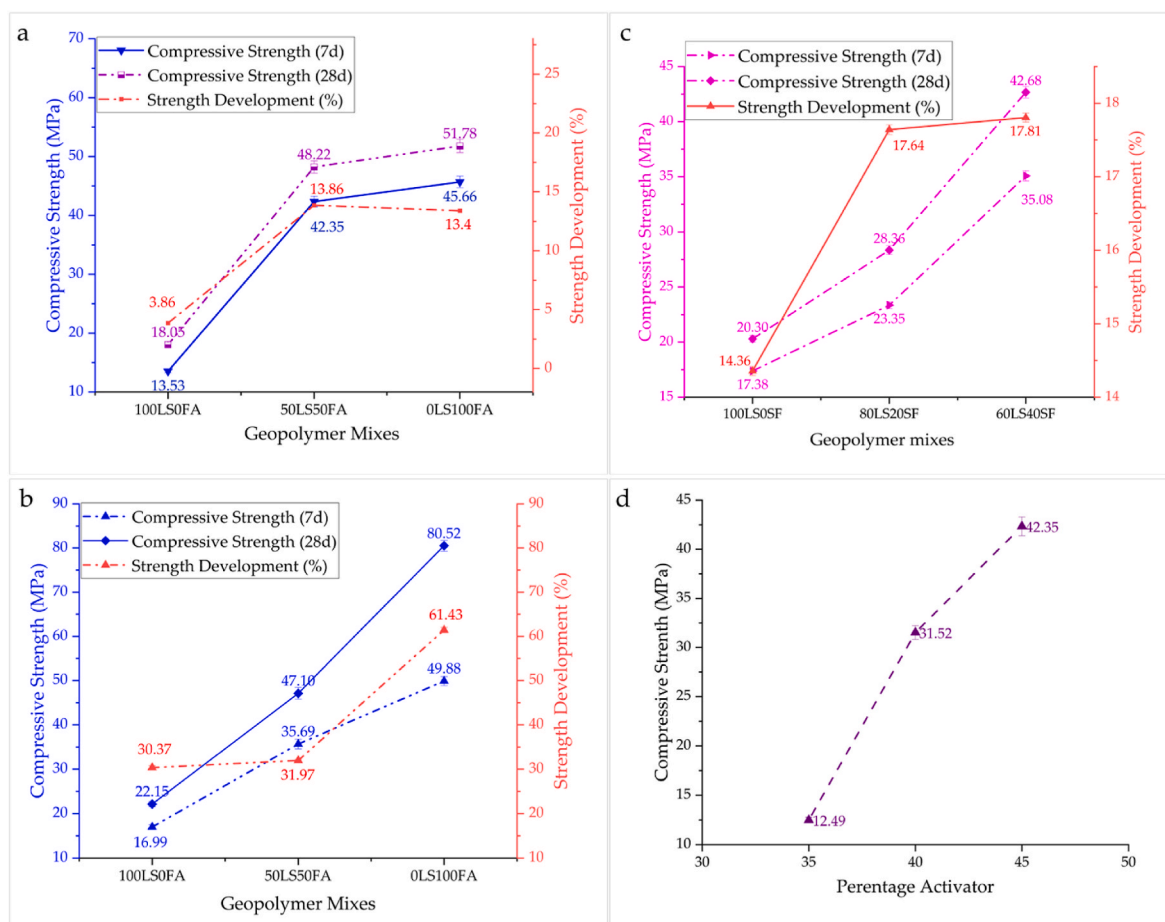 a
Compressive Strength (7d)
Compressive Strength (28d)
Strength Development (%)
70
60
50
40
30
20
10
Compressive Strength (MPa)
25
20
15
10
5
0
Strength Development (%)
51.78
48.22
13.86
45.66
42.35
13.4
3.86
18.05
13.53
100LS0FA
50LS50FA
0LS100FA
Geopolymer Mixes
c
Compressive Strength (7d)
Compressive Strength (28d)
Strength Development (%)
45
40
35
30
25
20
15
Compressive Strength (MPa)
18
17
16
15
14
Strength Development (%)
42.68
17.64
17.81
35.08
28.36
23.35
20.30
14.36
17.38
100LS0SF
80LS20SF
60LS40SF
Geopolymer mixes
b
Compressive Strength (7d)
Compressive Strength (28d)
Strength Development (%)
90
80
70
60
50
40
30
20
10
Compressive Strength (MPa)
90
80
70
60
50
40
30
20
10
Strength Development (%)
80.52
61.43
49.88
47.10
35.69
31.97
30.37
22.15
16.99
100LS0FA
50LS50FA
0LS100FA
Geopolymer Mixes
d
45
40
35
30
25
20
15
10
Compressive Strenth (MPa)
42.35
31.52
12.49
30
35
40
45
50
Perentage Activator